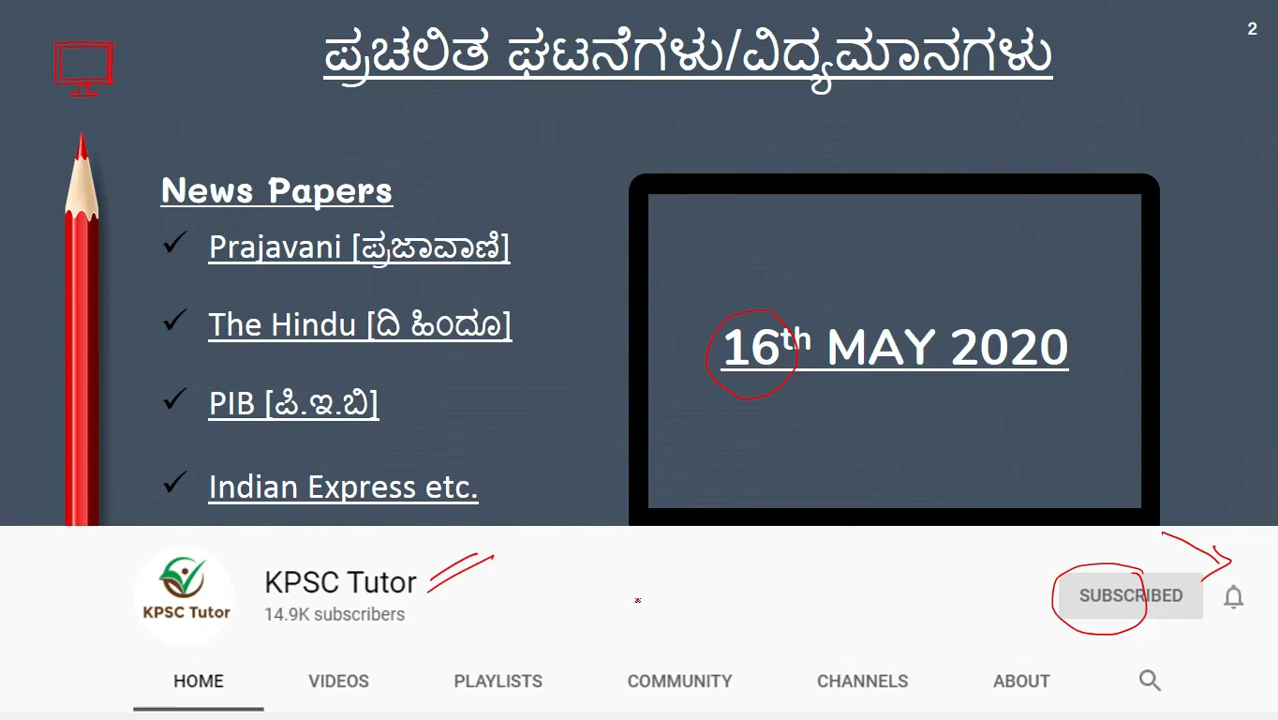 2
ಪ್ರಚಲಿತ ಘಟನೆಗಳು/ವಿದ್ಯಮಾನಗಳು
News Papers
✓ Prajavani [ಪ್ರಜಾವಾಣಿ]
✓ The Hindu [ದಿ ಹಿಂದೂ]
✓ PIB [ಪಿ.ಇ.ಬಿ]
✓ Indian Express etc.
16th MAY 2020
KPSC Tutor
KPSC Tutor
14.9K subscribers
SUBSCRIBED
HOME VIDEOS PLAYLISTS COMMUNITY CHANNELS ABOUT